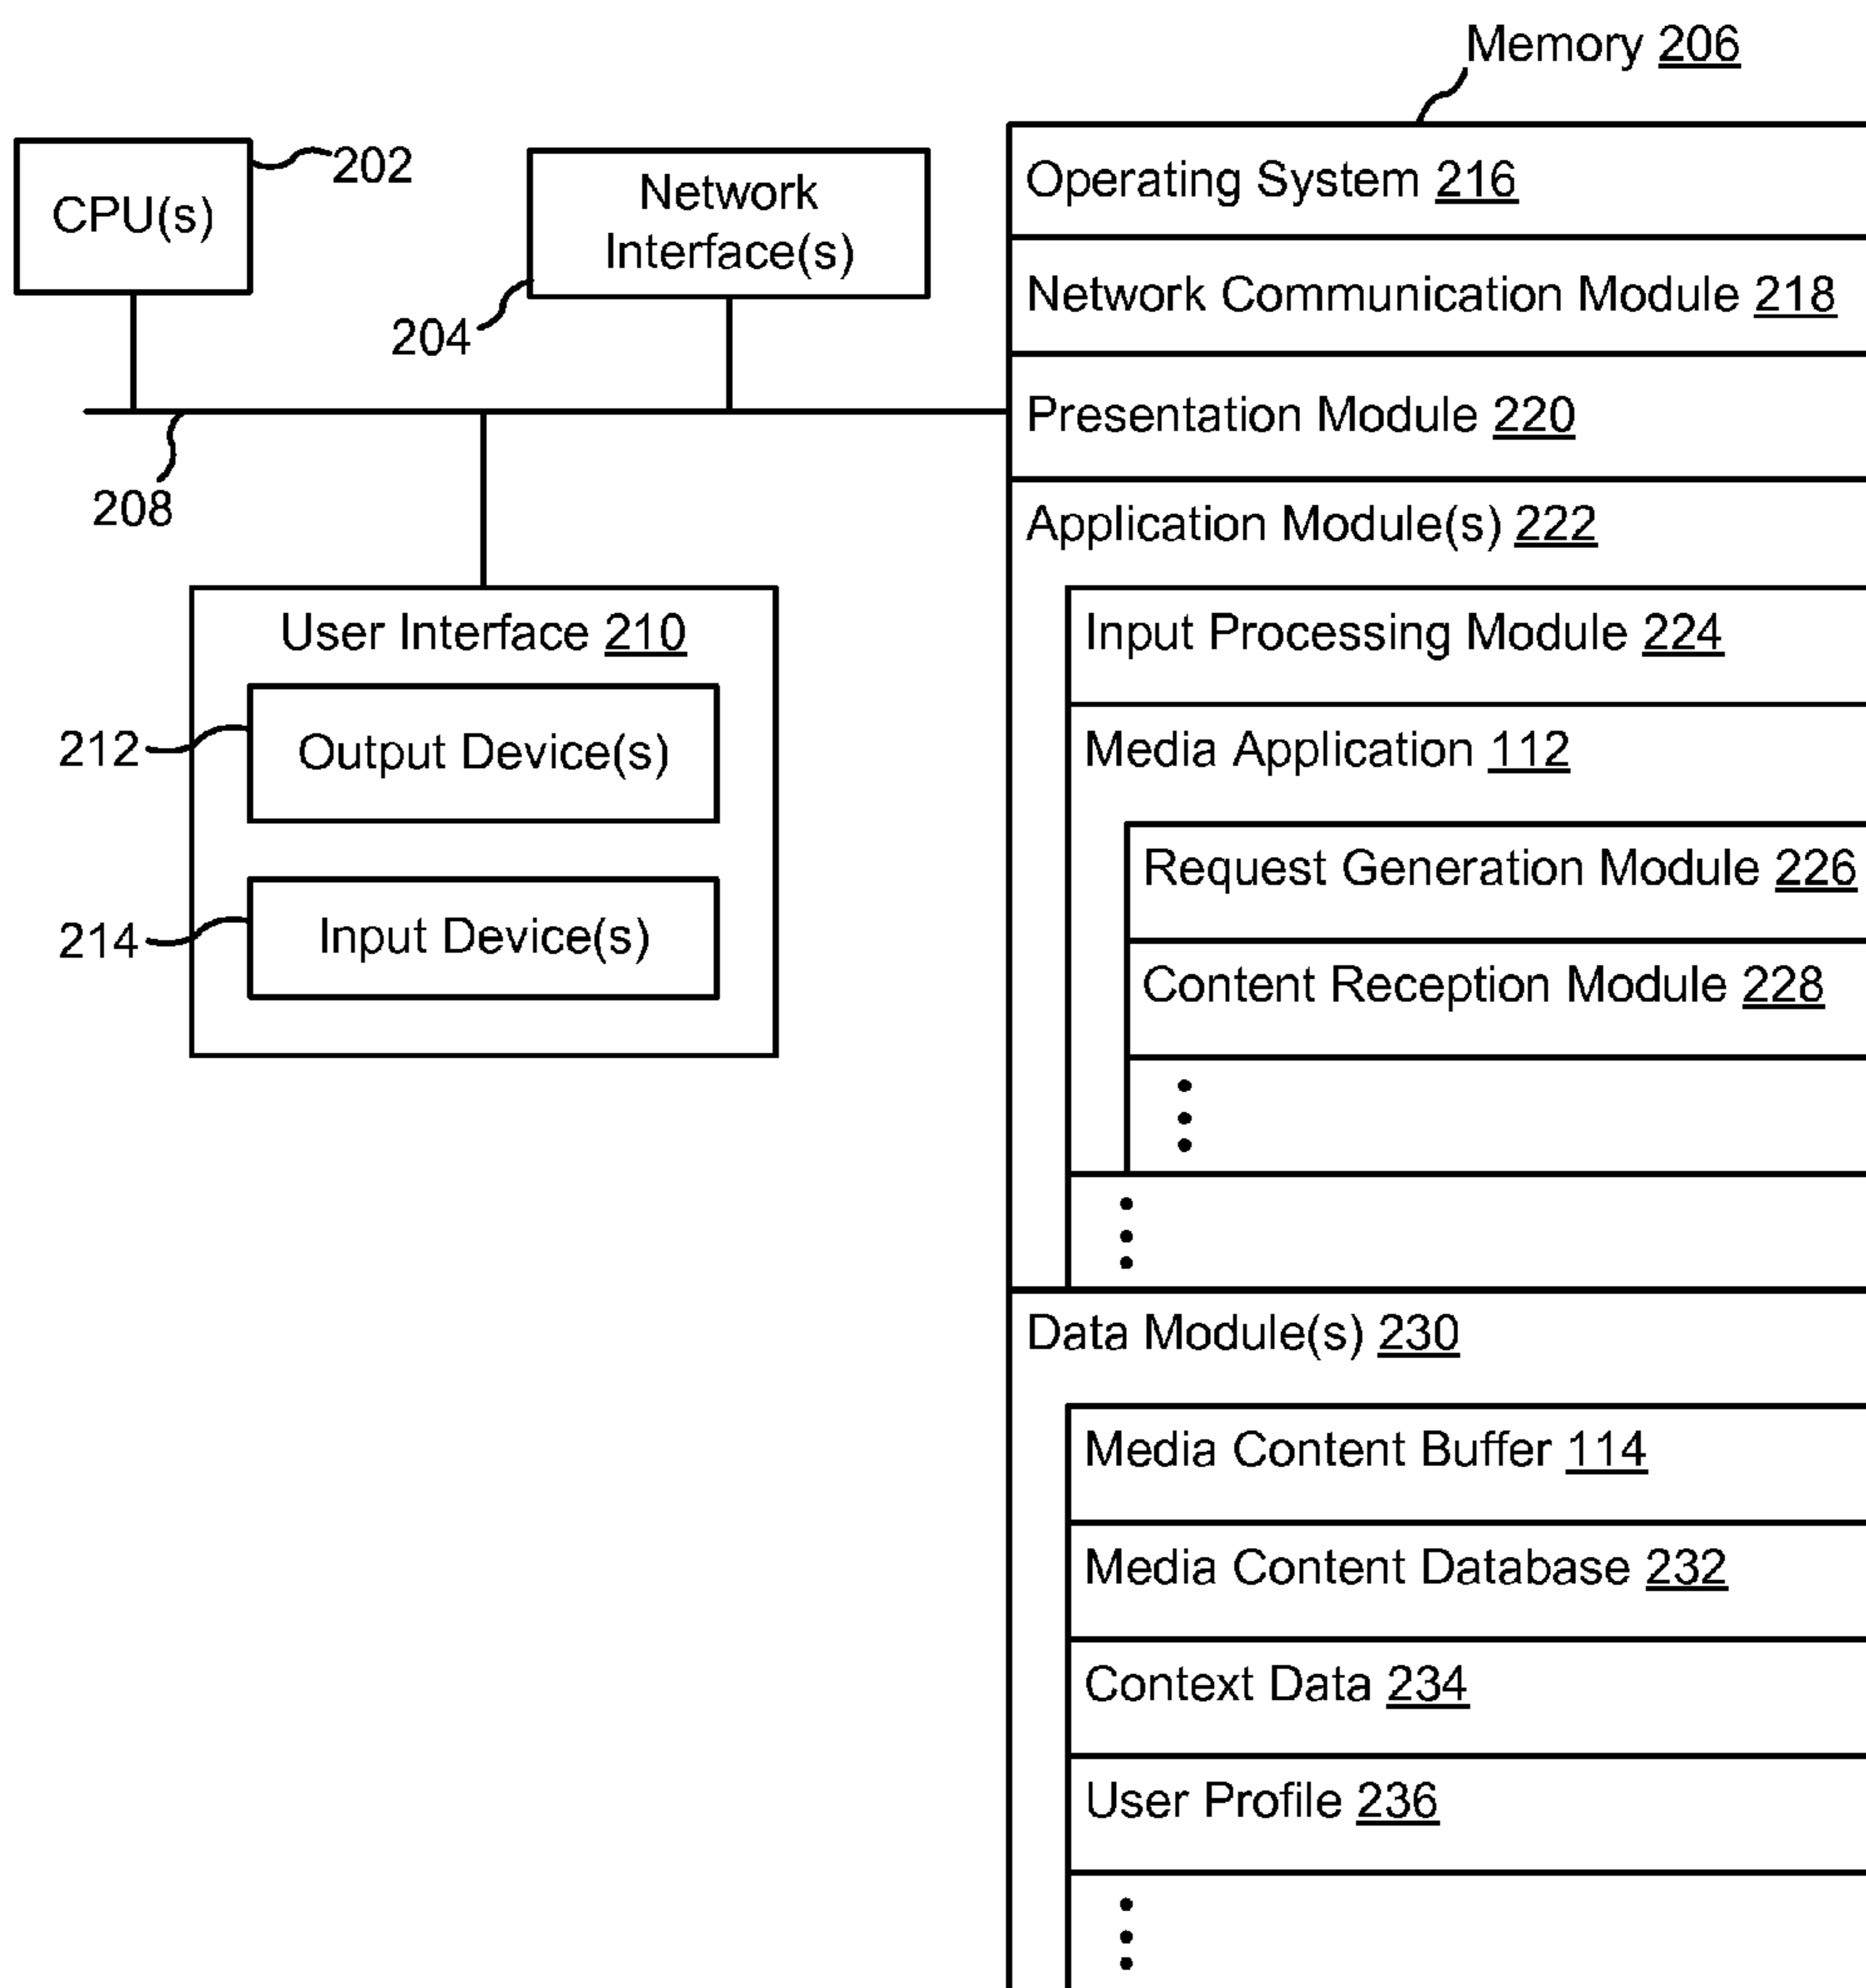 Memory 206
CPU(s)
202
Network
Interface(s)
204
208
User Interface 210
212
Output Device(s)
214
Input Device(s)
Operating System 216
Network Communication Module 218
Presentation Module 220
Application Module(s) 222
Input Processing Module 224
Media Application 112
Request Generation Module 226
Content Reception Module 228
Data Module(s) 230
Media Content Buffer 114
Media Content Database 232
Context Data 234
User Profile 236